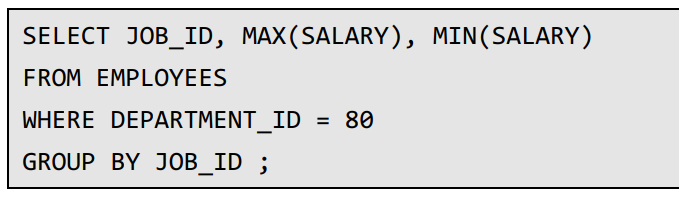 SELECT JOB_ID, MAX(SALARY), MIN(SALARY)
FROM EMPLOYEES
WHERE DEPARTMENT_ID = 80
GROUP BY JOB_ID ;